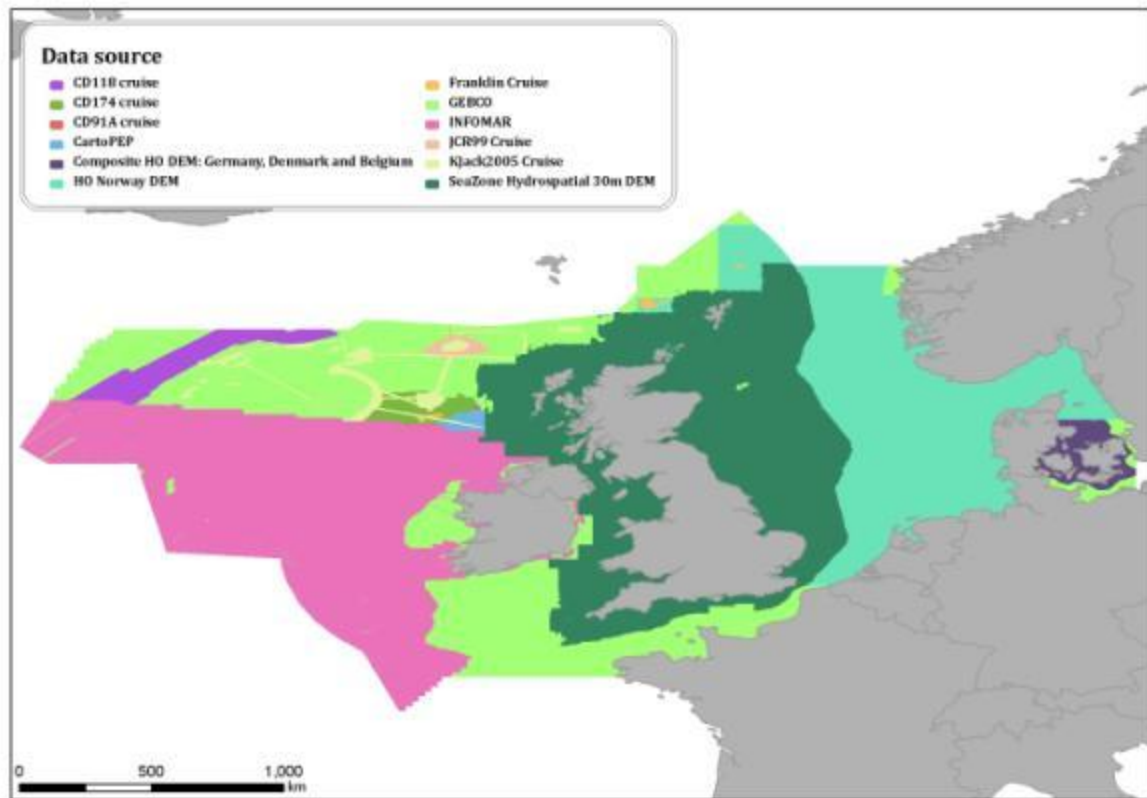 Data source
CD118 cruise
CD174 cruise
CD91A cruise
CartoPEP
Composite HO DEM: Germany, Denmark and Belgium
HO Norway DEM
Franklin Cruise
GEBCO
INFOMAR
JCR99 Cruise
KJack2005 Cruise
SeaZone Hydrospatial 30m DEM
0 500 1,000
km